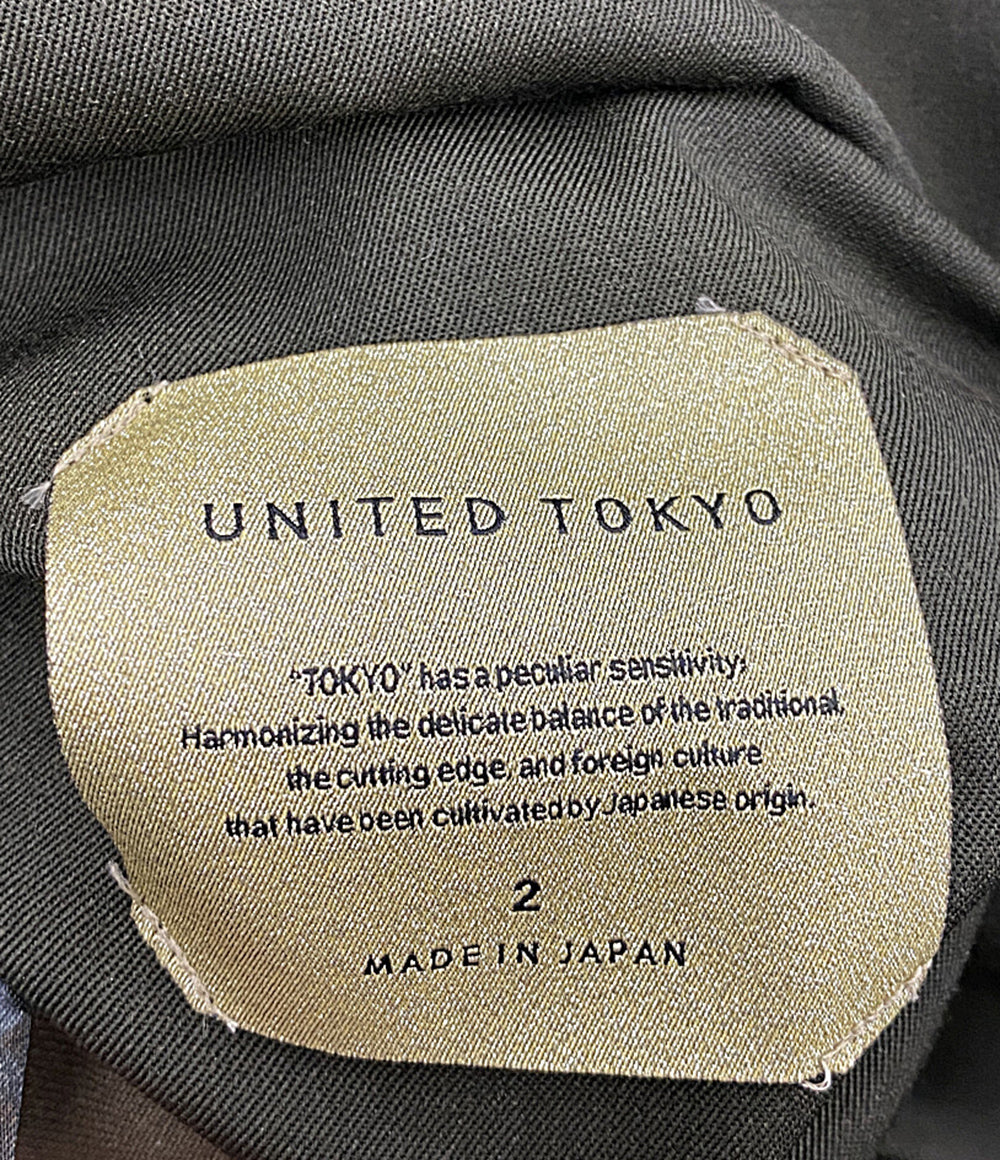 UNITED TOKYO
"TOKYO" has a peculiar sensitivity;
Harmonizing the delicate balance of the traditional,
the cutting edge, and foreign culture
that have been cultivated by Japanese origin.
2
MADE IN JAPAN